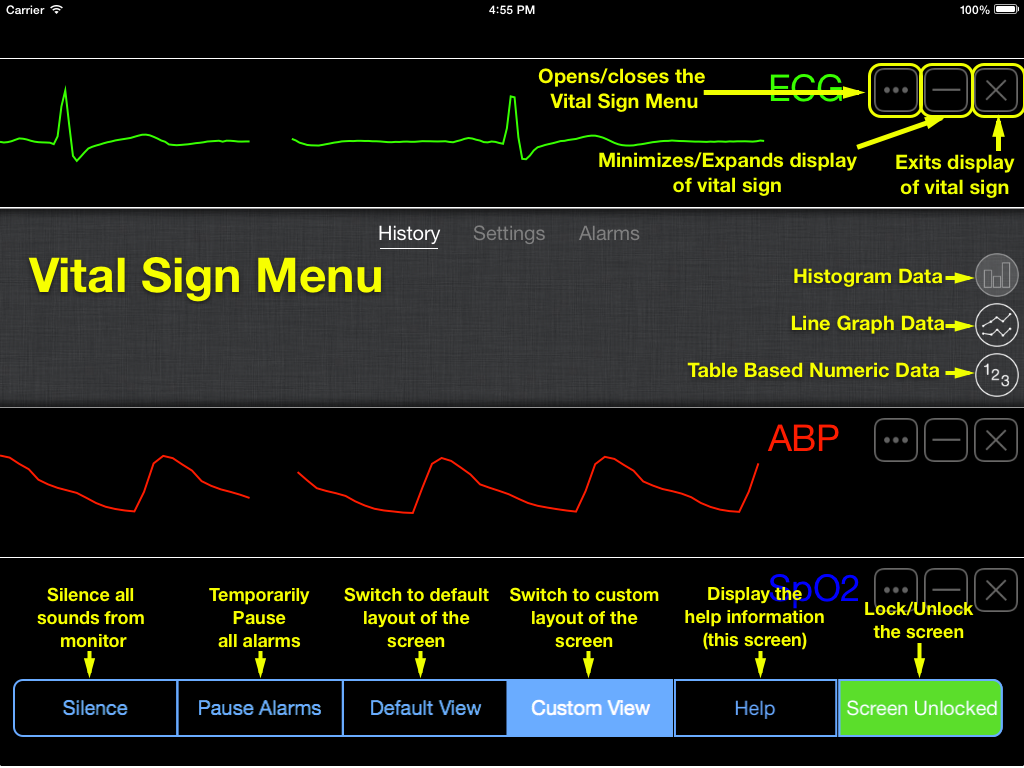 Carrier
4:55 PM
100%
Opens/closes the
Vital Sign Menu
ECG
Minimizes/Expands display
of vital sign
Exits display
of vital sign
History
Settings
Alarms
Vital Sign Menu
Histogram Data
Line Graph Data
Table Based Numeric Data
123
ABP
SpO2
Silence all
sounds from
monitor
Temporarily
Pause
all alarms
Switch to default
layout of the
screen
Switch to custom
layout of the
screen
Display the
help information
(this screen)
Lock/Unlock
the screen
Silence
Pause Alarms
Default View
Custom View
Help
Screen Unlocked